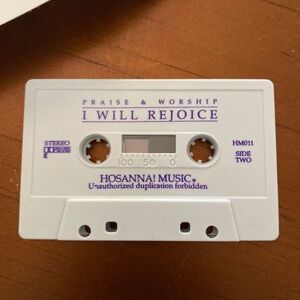 PRAISE & WORSHIP
I WILL REJOICE
STEREO
HM011
SIDE
TWO
100 50 0
HOSANNA! MUSIC®
Unauthorized duplication forbidden